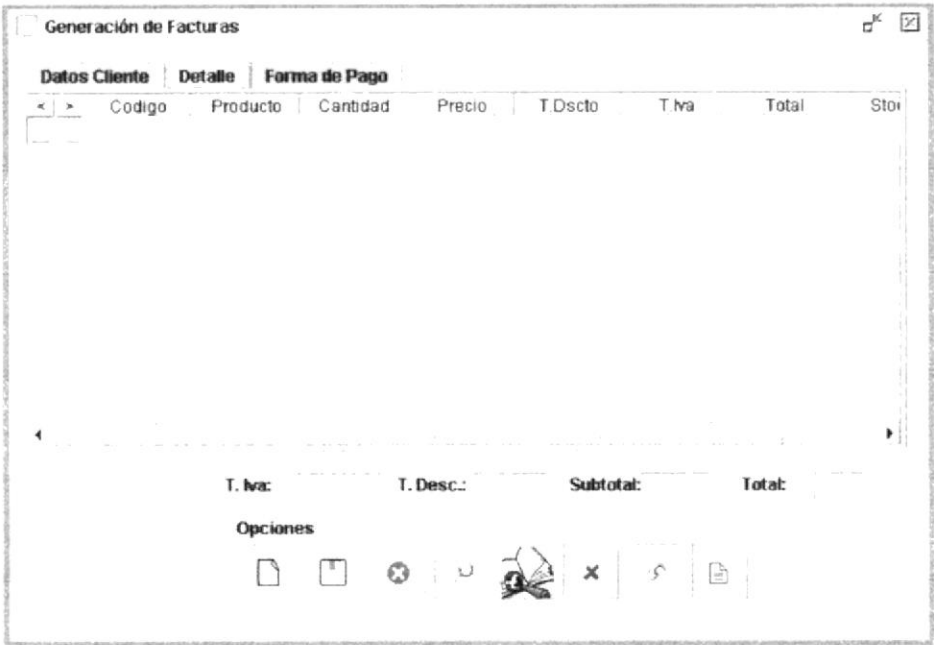 Generación de Facturas
Datos Cliente Detalle Forma de Pago
< > Codigo Producto Cantidad Precio T.Dscto T.Iva Total Sto
T. Iva: T. Desc.: Subtotal: Total:
Opciones